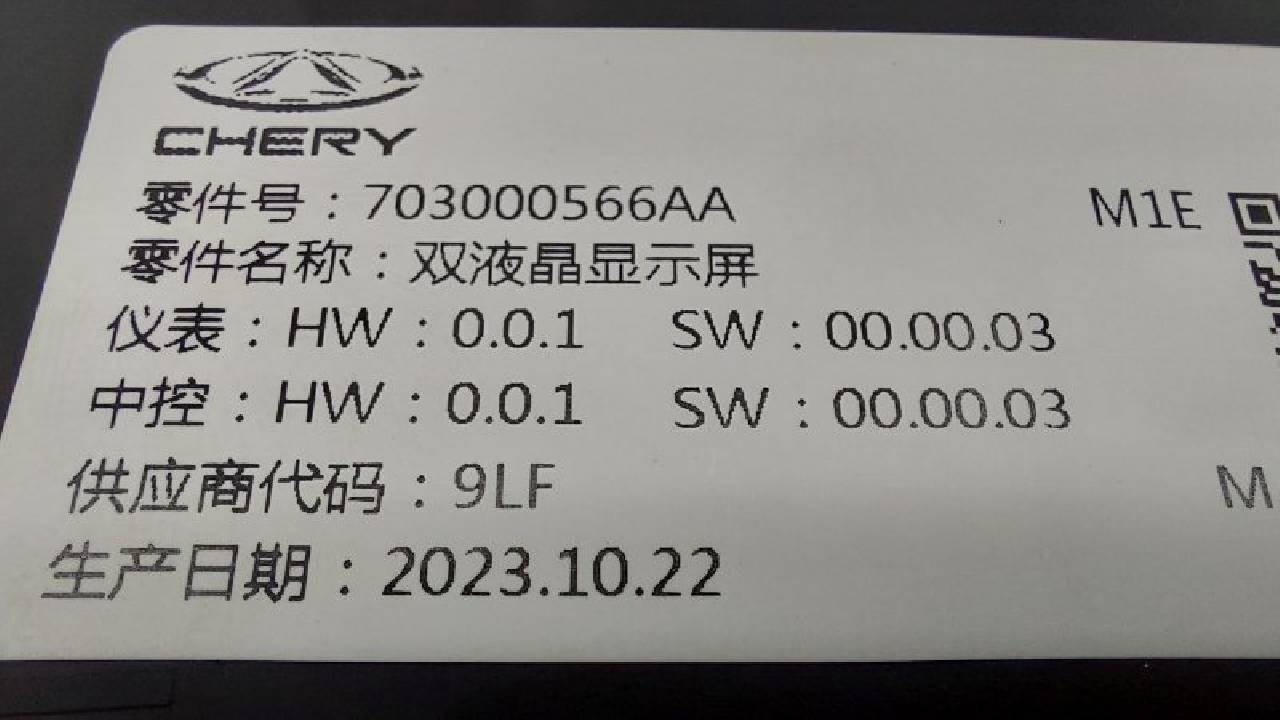 CHERY
零件号：703000566AA
M1E
零件名称：双液晶显示屏
仪表：HW：0.0.1 SW：00.00.03
中控：HW：0.0.1 SW：00.00.03
供应商代码：9LF
M
生产日期：2023.10.22